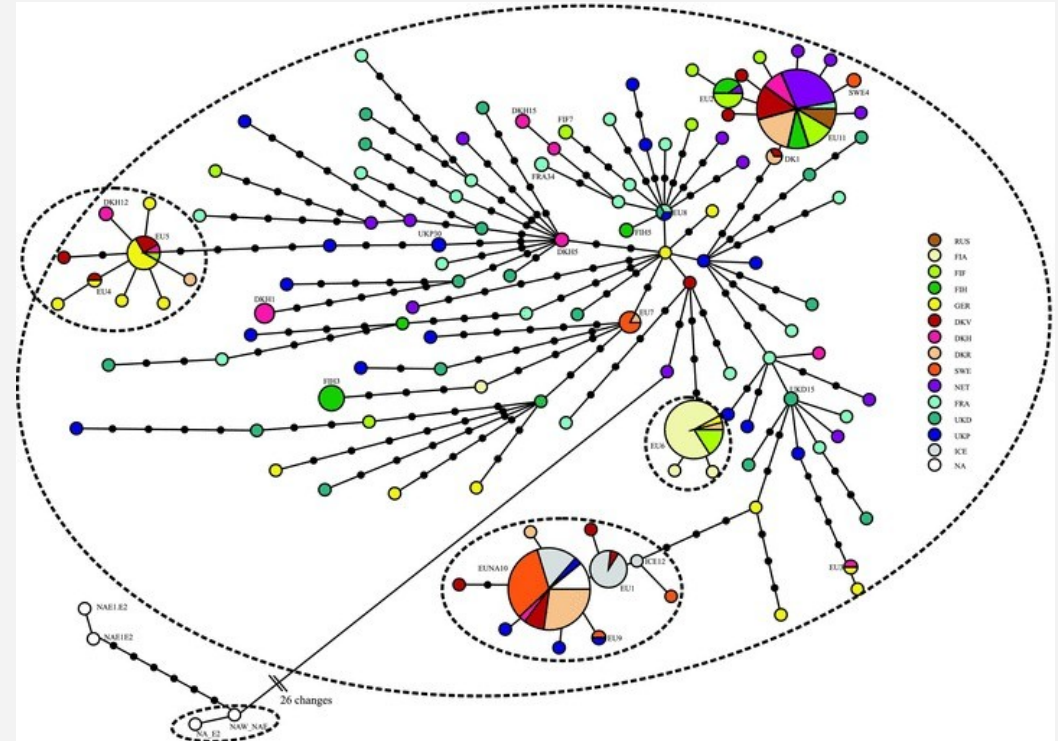 SWE4
EU2
DKH15
FIF7
EU11
DK1
FRA34
DKH12
EU8
EU5
UKP30
FIH5
DKH5
RUS
FIA
FIF
FIH
GER
DKV
DKH
DKR
SWE
NET
FRA
UKD
UKP
ICE
NA
EU4
DKH1
EU7
FIH3
UKD15
EU6
ICE12
EUNA10
EU1
EU9
NAE1.E2
NAE1E2
26 changes
NAW_NAE
NA_E2